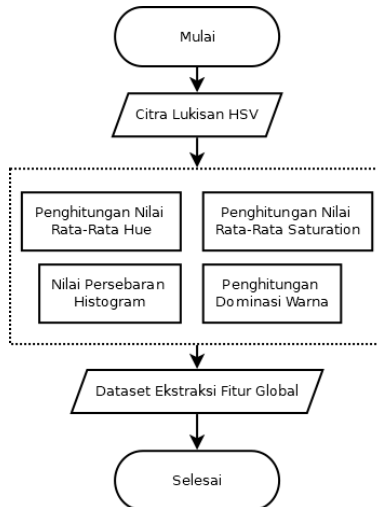 Mulai
Citra Lukisan HSV
Penghitungan Nilai
Rata-Rata Hue
Penghitungan Nilai
Rata-Rata Saturation
Nilai Persebaran
Histogram
Penghitungan
Dominasi Warna
Dataset Ekstraksi Fitur Global
Selesai